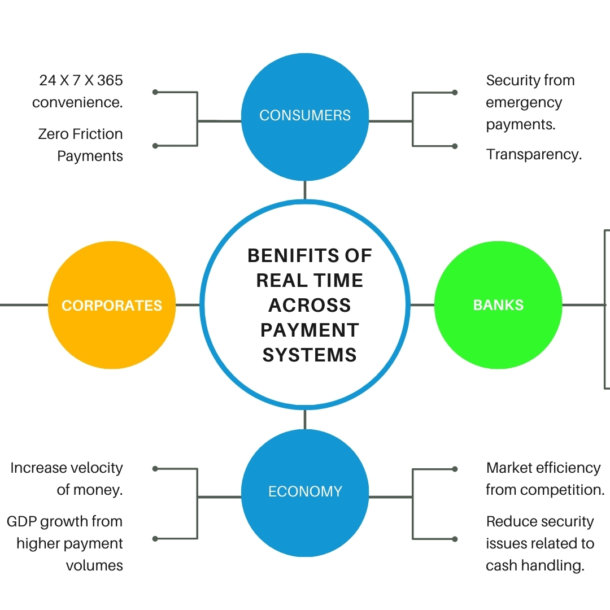 24 X 7 X 365
convenience.
Zero Friction
Payments
CONSUMERS
Security from
emergency
payments.
Transparency.
CORPORATES
BENIFITS OF
REAL TIME
ACROSS
PAYMENT
SYSTEMS
BANKS
Increase velocity
of money.
GDP growth from
higher payment
volumes
ECONOMY
Market efficiency
from competition.
Reduce security
issues related to
cash handling.